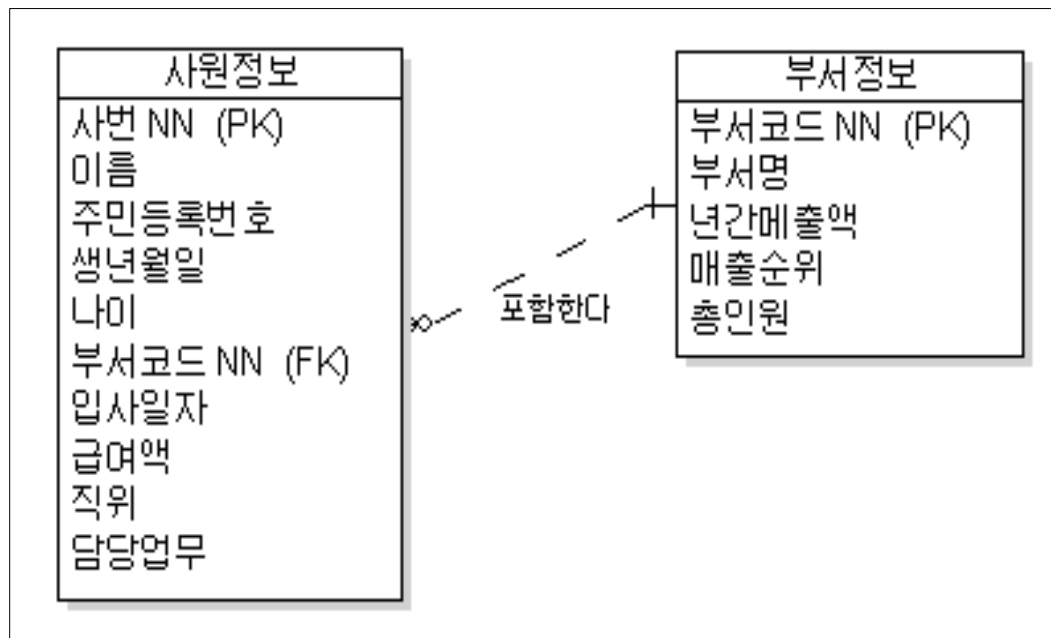 사원정보
사번 NN (PK)
이름
주민등록번호
생년월일
나이
부서코드 NN (FK)
입사일자
급여액
직위
담당업무
포함한다
부서정보
부서코드 NN (PK)
부서명
년간메출액
매출순위
총인원